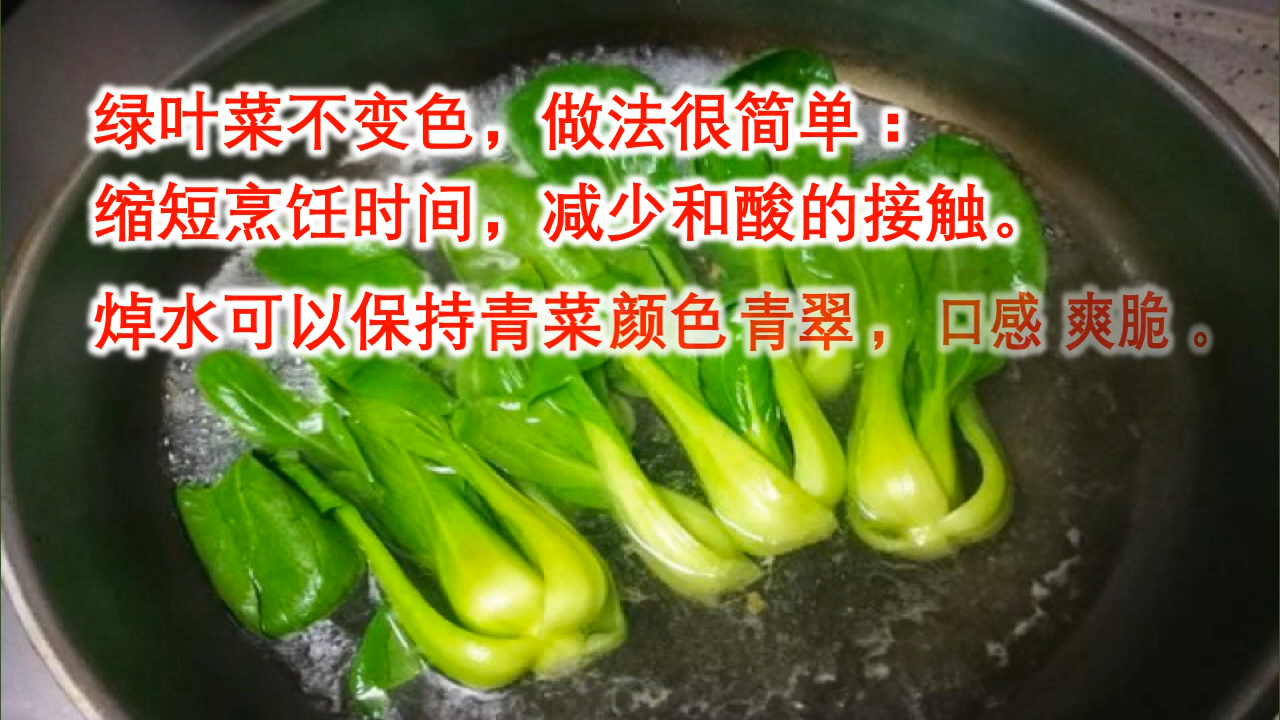 绿叶菜不变色，做法很简单：
缩短烹饪时间，减少和酸的接触。
焯水可以保持青菜颜色青翠，口感爽脆。